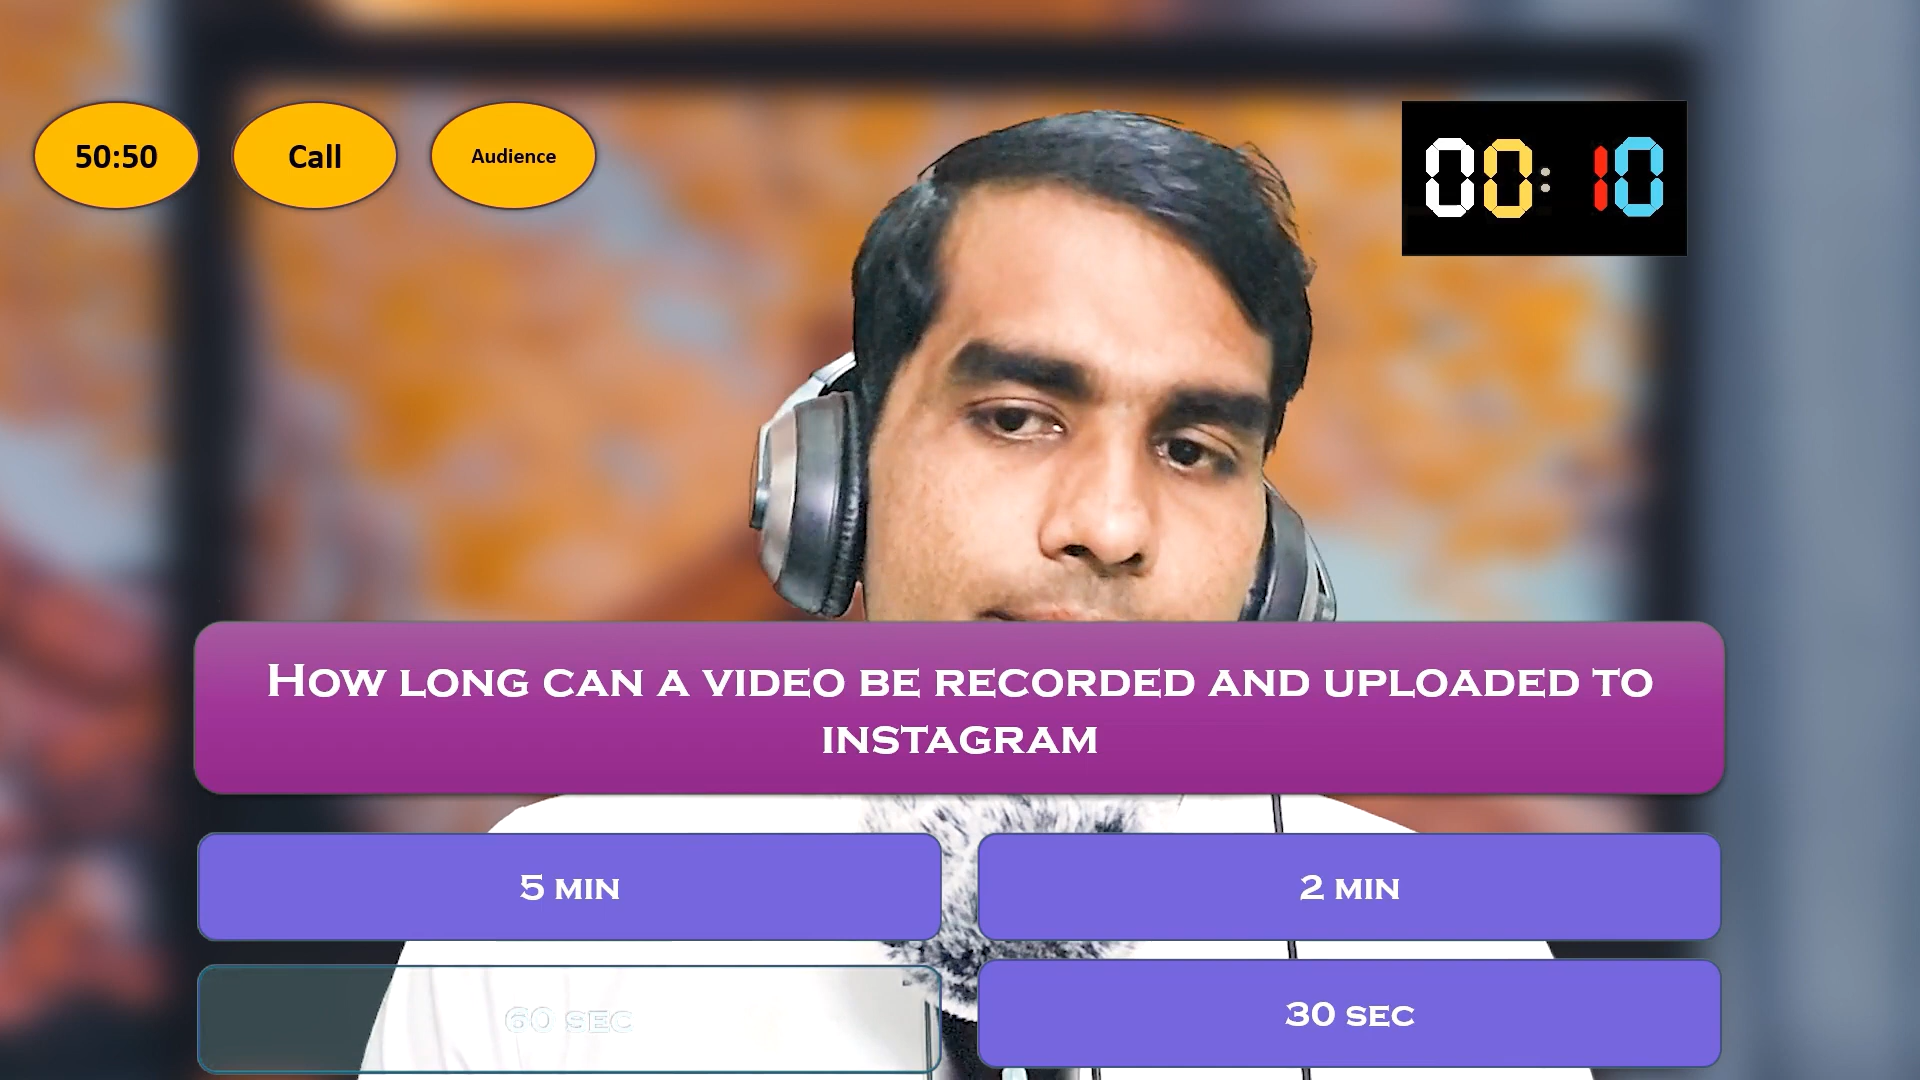 50:50
Call
Audience
00:10
How long can a video be recorded and uploaded to
instagram
5 min
2 min
60 sec
30 sec